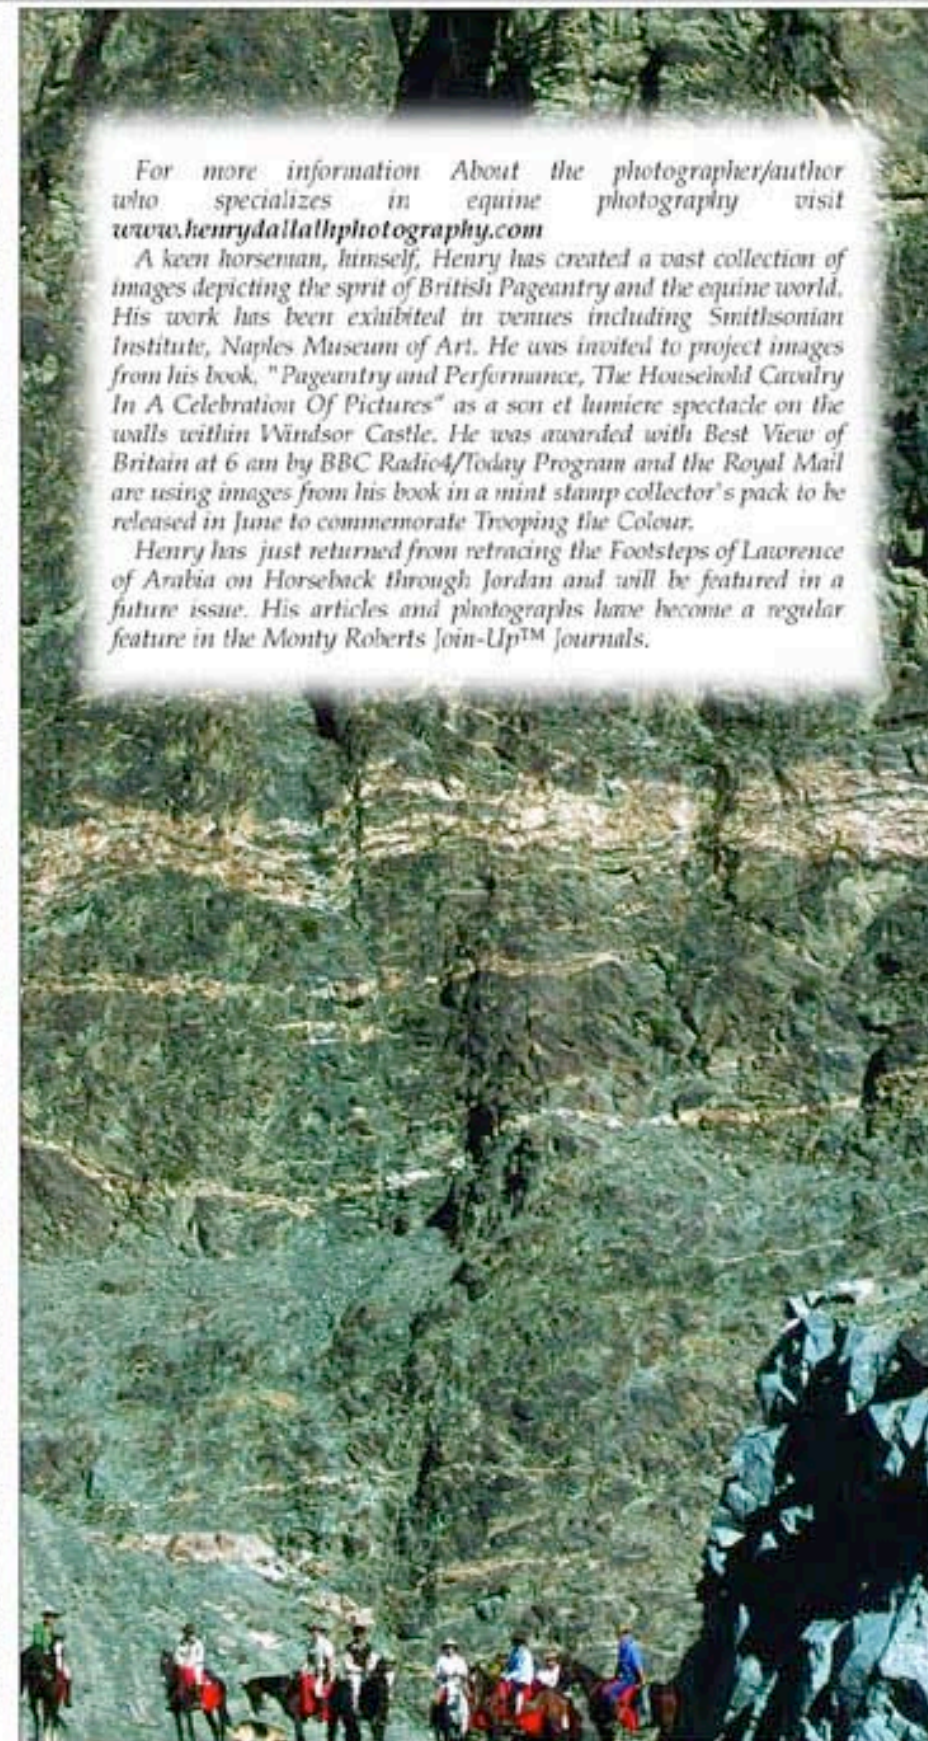 For more information About the photographer/author
who specializes in equine photography visit
www.henrydallalhphotography.com
A keen horseman, himself, Henry has created a vast collection of
images depicting the sprit of British Pageantry and the equine world.
His work has been exhibited in venues including Smithsonian
Institute, Naples Museum of Art. He was invited to project images
from his book, "Pageantry and Performance, The Household Cavalry
In A Celebration Of Pictures" as a son et lumiere spectacle on the
walls within Windsor Castle. He was awarded with Best View of
Britain at 6 am by BBC Radio4/Today Program and the Royal Mail
are using images from his book in a mint stamp collector's pack to be
released in June to commemorate Trooping the Colour.
Henry has just returned from retracing the Footsteps of Lawrence
of Arabia on Horseback through Jordan and will be featured in a
future issue. His articles and photographs have become a regular
feature in the Monty Roberts Join-Up™ Journals.